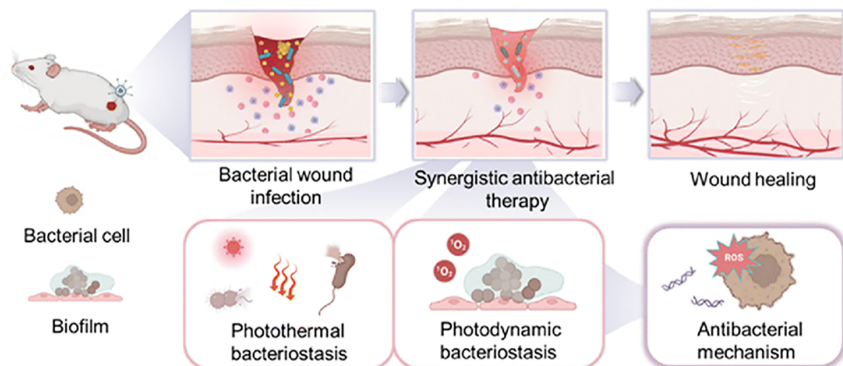 Bacterial wound
infection
Synergistic antibacterial
therapy
Wound healing
Bacterial cell
Biofilm
Photothermal
bacteriostasis
¹O₂
¹O₂
Photodynamic
bacteriostasis
ROS
Antibacterial
mechanism